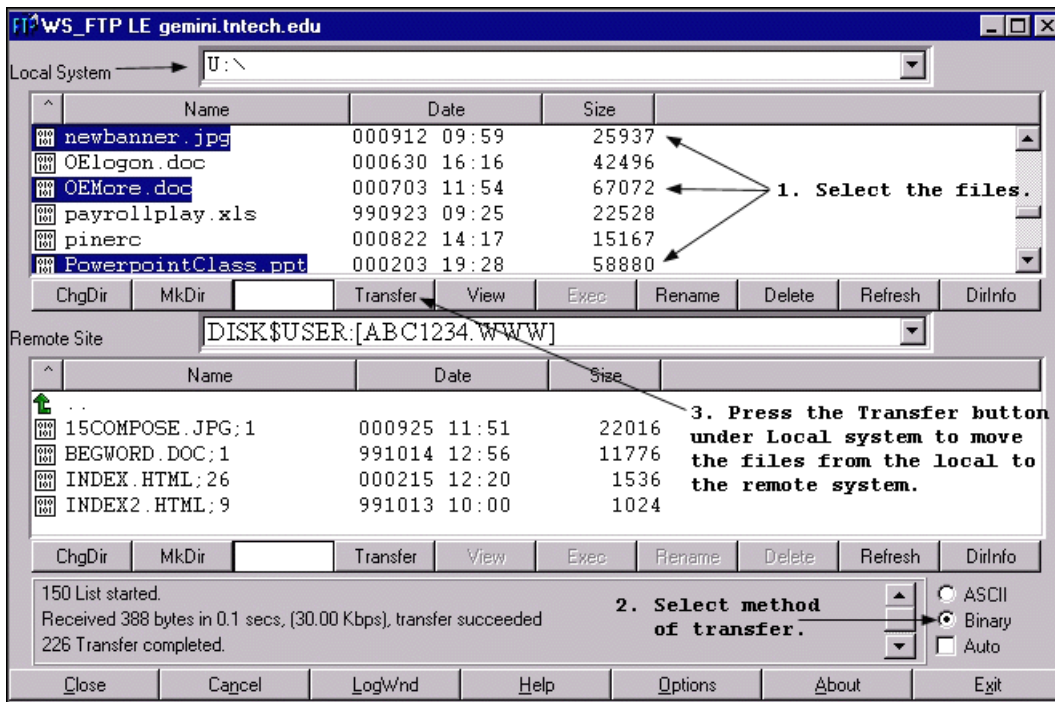 WS_FTP LE gemini.tntech.edu
Local System
U:\
^ Name Date Size
newbanner.jpg 000912 09:59 25937
OElogon.doc 000630 16:16 42496
OEMore.doc 000703 11:54 67072
payrollplay.xls 990923 09:25 22528
pinerc 000822 14:17 15167
PowerpointClass.ppt 000203 19:28 58880
1. Select the files.
ChgDir MkDir Transfer View Exec Rename Delete Refresh DirInfo
Remote Site
DISK$USER:[ABC1234.WWW]
^ Name Date Size
..
15COMPOSE.JPG;1 000925 11:51 22016
BEGWORD.DOC;1 991014 12:56 11776
INDEX.HTML;26 000215 12:20 1536
INDEX2.HTML;9 991013 10:00 1024
3. Press the Transfer button
under Local system to move
the files from the local to
the remote system.
ChgDir MkDir Transfer View Exec Rename Delete Refresh DirInfo
150 List started.
Received 388 bytes in 0.1 secs, (30.00 Kbps), transfer succeeded
226 Transfer completed.
2. Select method
of transfer.
ASCII
Binary
Auto
Close Cancel LogWnd Help Options About Exit